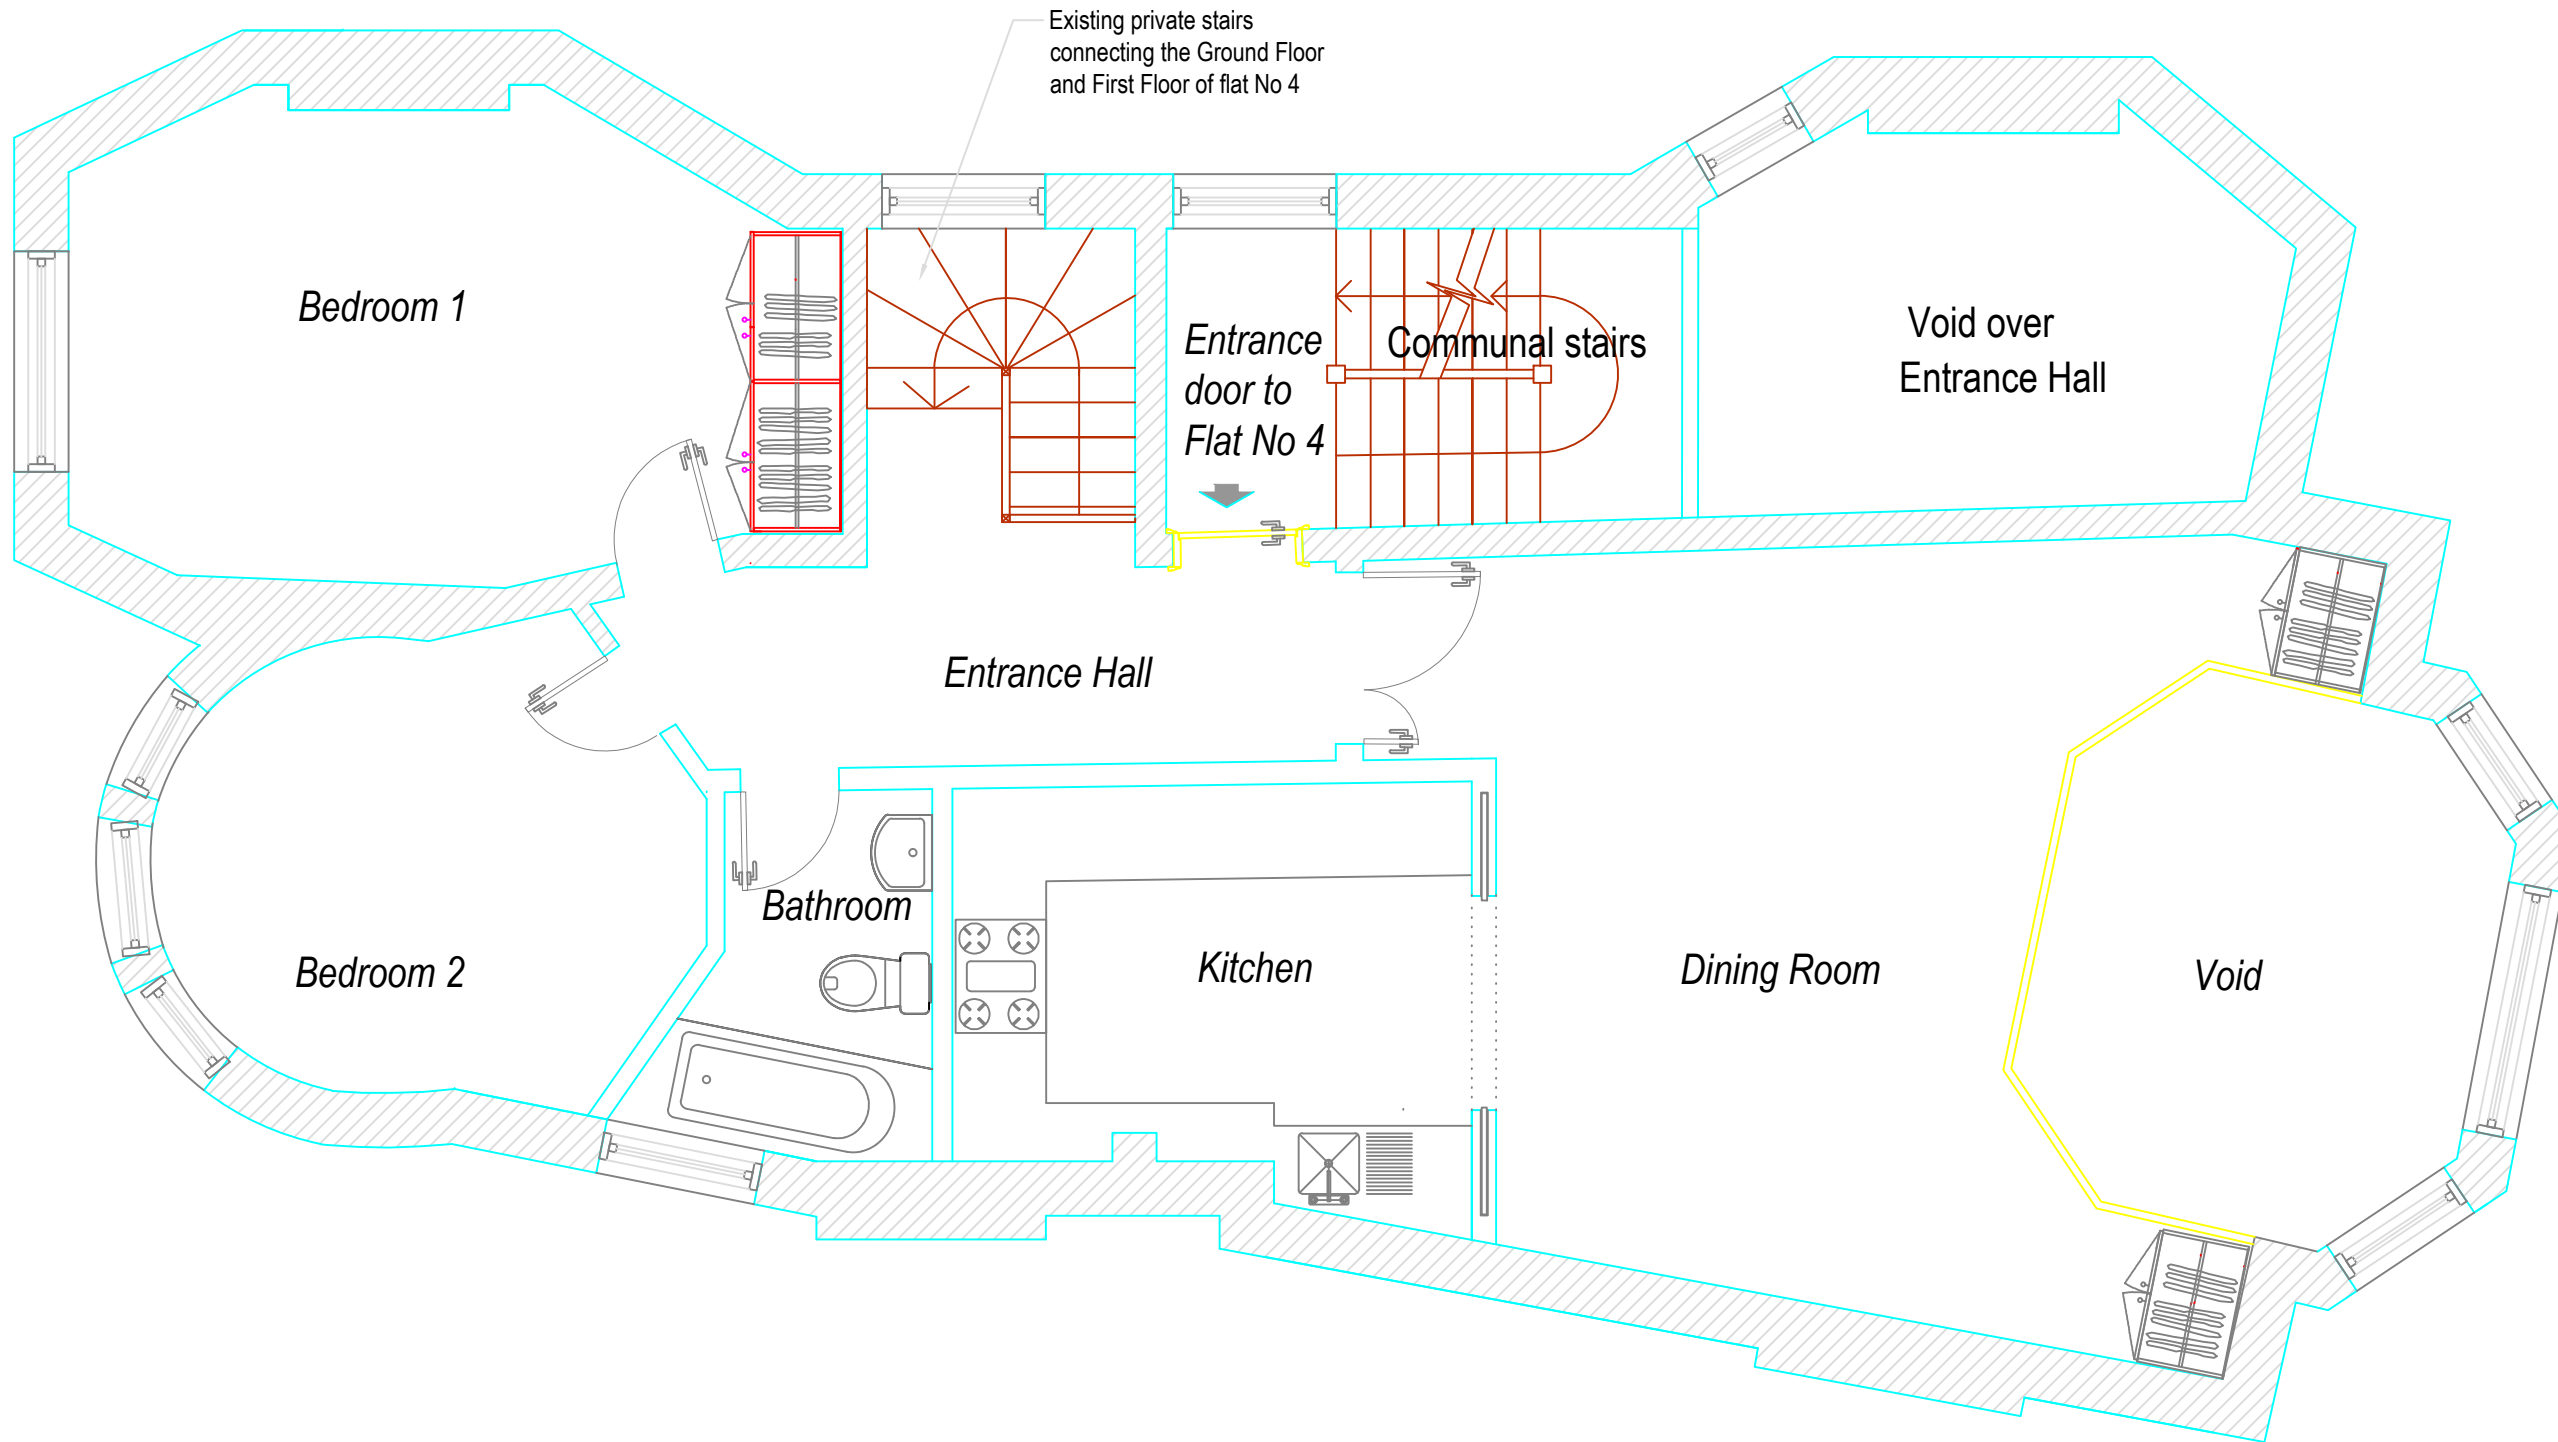 Existing private stairs
connecting the Ground Floor
and First Floor of flat No 4
Bedroom 1
Entrance
door to
Flat No 4
Communal stairs
Void over
Entrance Hall
Entrance Hall
Bathroom
Bedroom 2
Kitchen
Dining Room
Void